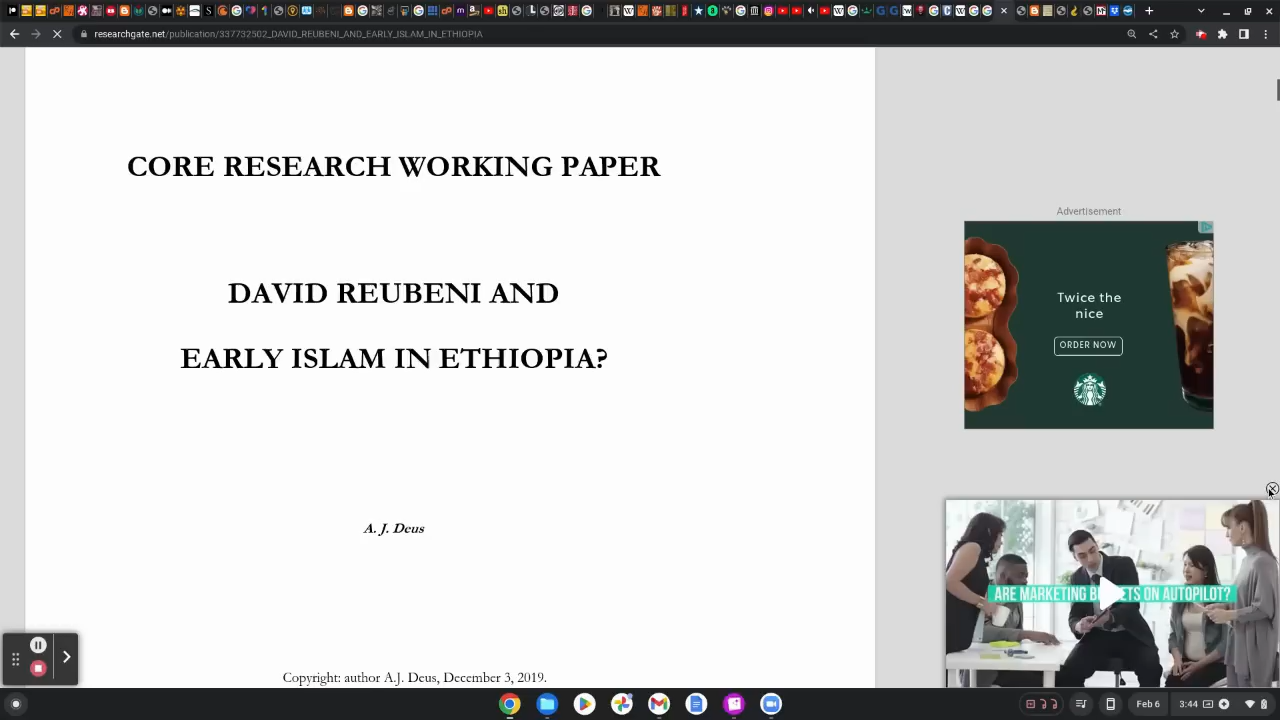 researchgate.net/publication/337732502_DAVID_REUBENI_AND_EARLY_ISLAM_IN_ETHIOPIA
CORE RESEARCH WORKING PAPER
DAVID REUBENI AND
EARLY ISLAM IN ETHIOPIA?
A. J. Deus
Copyright: author A.J. Deus, December 3, 2019.
Advertisement
Twice the
nice
ORDER NOW
ARE MARKETING B ETS ON AUTOPILOT?
Feb 6
3:44